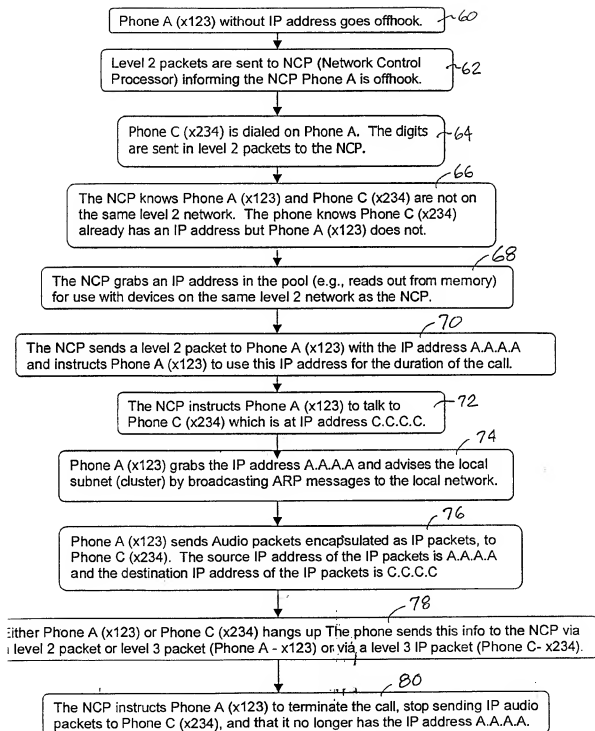 Phone A (x123) without IP address goes offhook.
60
Level 2 packets are sent to NCP (Network Control
Processor) informing the NCP Phone A is offhook.
62
Phone C (x234) is dialed on Phone A. The digits
are sent in level 2 packets to the NCP.
64
66
The NCP knows Phone A (x123) and Phone C (x234) are not on
the same level 2 network. The phone knows Phone C (x234)
already has an IP address but Phone A (x123) does not.
68
The NCP grabs an IP address in the pool (e.g., reads out from memory)
for use with devices on the same level 2 network as the NCP.
70
The NCP sends a level 2 packet to Phone A (x123) with the IP address A.A.A.A
and instructs Phone A (x123) to use this IP address for the duration of the call.
The NCP instructs Phone A (x123) to talk to
Phone C (x234) which is at IP address C.C.C.C.
72
74
Phone A (x123) grabs the IP address A.A.A.A and advises the local
subnet (cluster) by broadcasting ARP messages to the local network.
76
Phone A (x123) sends Audio packets encapsulated as IP packets, to
Phone C (x234). The source IP address of the IP packets is A.A.A.A
and the destination IP address of the IP packets is C.C.C.C
78
Either Phone A (x123) or Phone C (x234) hangs up The phone sends this info to the NCP via
level 2 packet or level 3 packet (Phone A - x123) or via a level 3 IP packet (Phone C- x234).
80
The NCP instructs Phone A (x123) to terminate the call, stop sending IP audio
packets to Phone C (x234), and that it no longer has the IP address A.A.A.A.